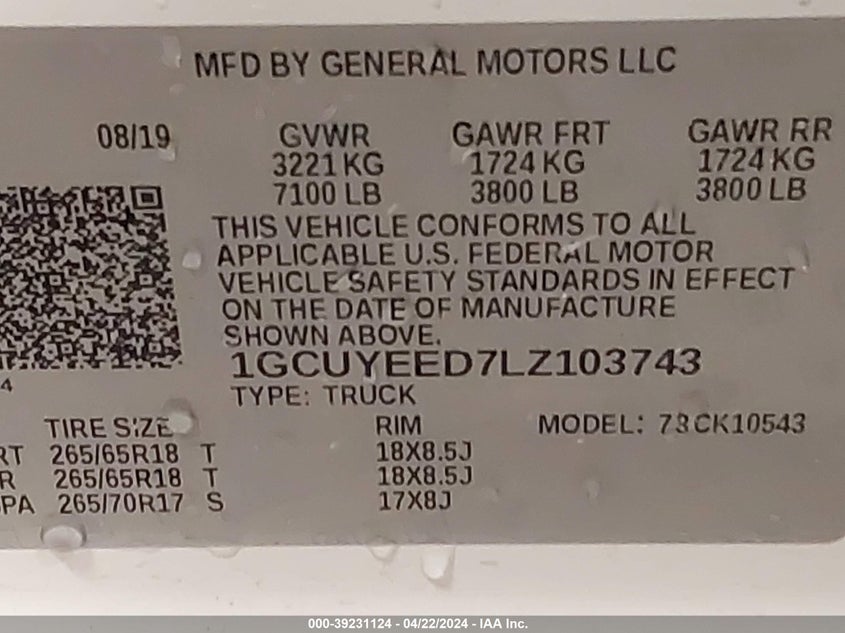 MFD BY GENERAL MOTORS LLC
08/19 GVWR GAWR FRT GAWR RR
3221 KG 1724 KG 1724 KG
7100 LB 3800 LB 3800 LB
THIS VEHICLE CONFORMS TO ALL
APPLICABLE U.S. FEDERAL MOTOR
VEHICLE SAFETY STANDARDS IN EFFECT
ON THE DATE OF MANUFACTURE
SHOWN ABOVE.
1GCUYEED7LZ103743
4
TYPE: TRUCK
TIRE SIZE RIM MODEL:
RT 265/65R18 T 18X8.5J
R 265/65R18 T 18X8.5J
PA 265/70R17 S 17X8J
000-39231124 - 04/22/2024 - IAA Inc.